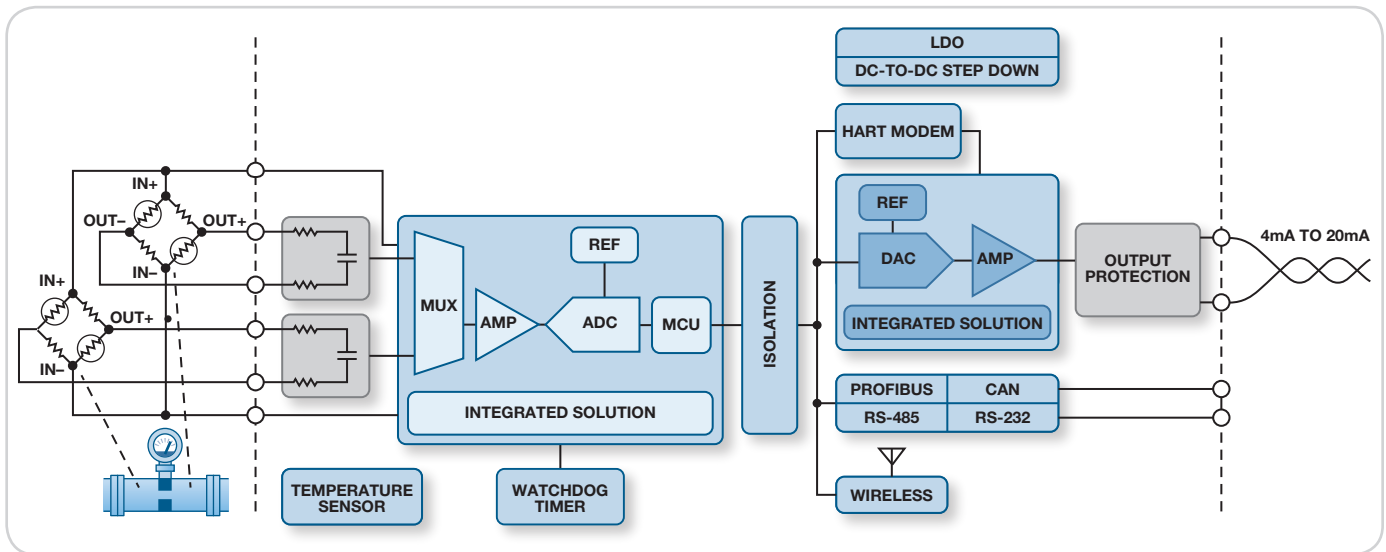 LDO
DC-TO-DC STEP DOWN
HART MODEM
IN+
OUT–
OUT+
IN–
IN+
OUT+
IN–
MUX
AMP
REF
ADC
MCU
INTEGRATED SOLUTION
ISOLATION
REF
DAC
AMP
INTEGRATED SOLUTION
OUTPUT
PROTECTION
4mA TO 20mA
PROFIBUS
CAN
RS-485
RS-232
TEMPERATURE
SENSOR
WATCHDOG
TIMER
WIRELESS